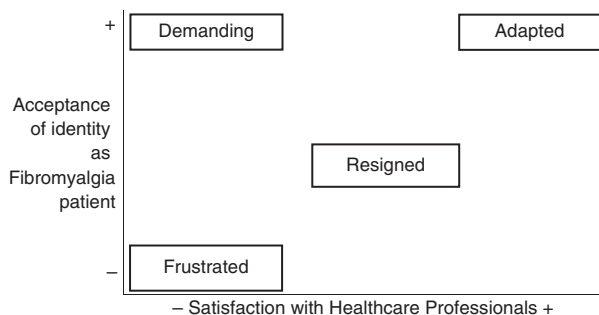 +
Demanding
Adapted
Acceptance
of identity
as
Fibromyalgia
patient
Resigned
Frustrated
–
– Satisfaction with Healthcare Professionals +